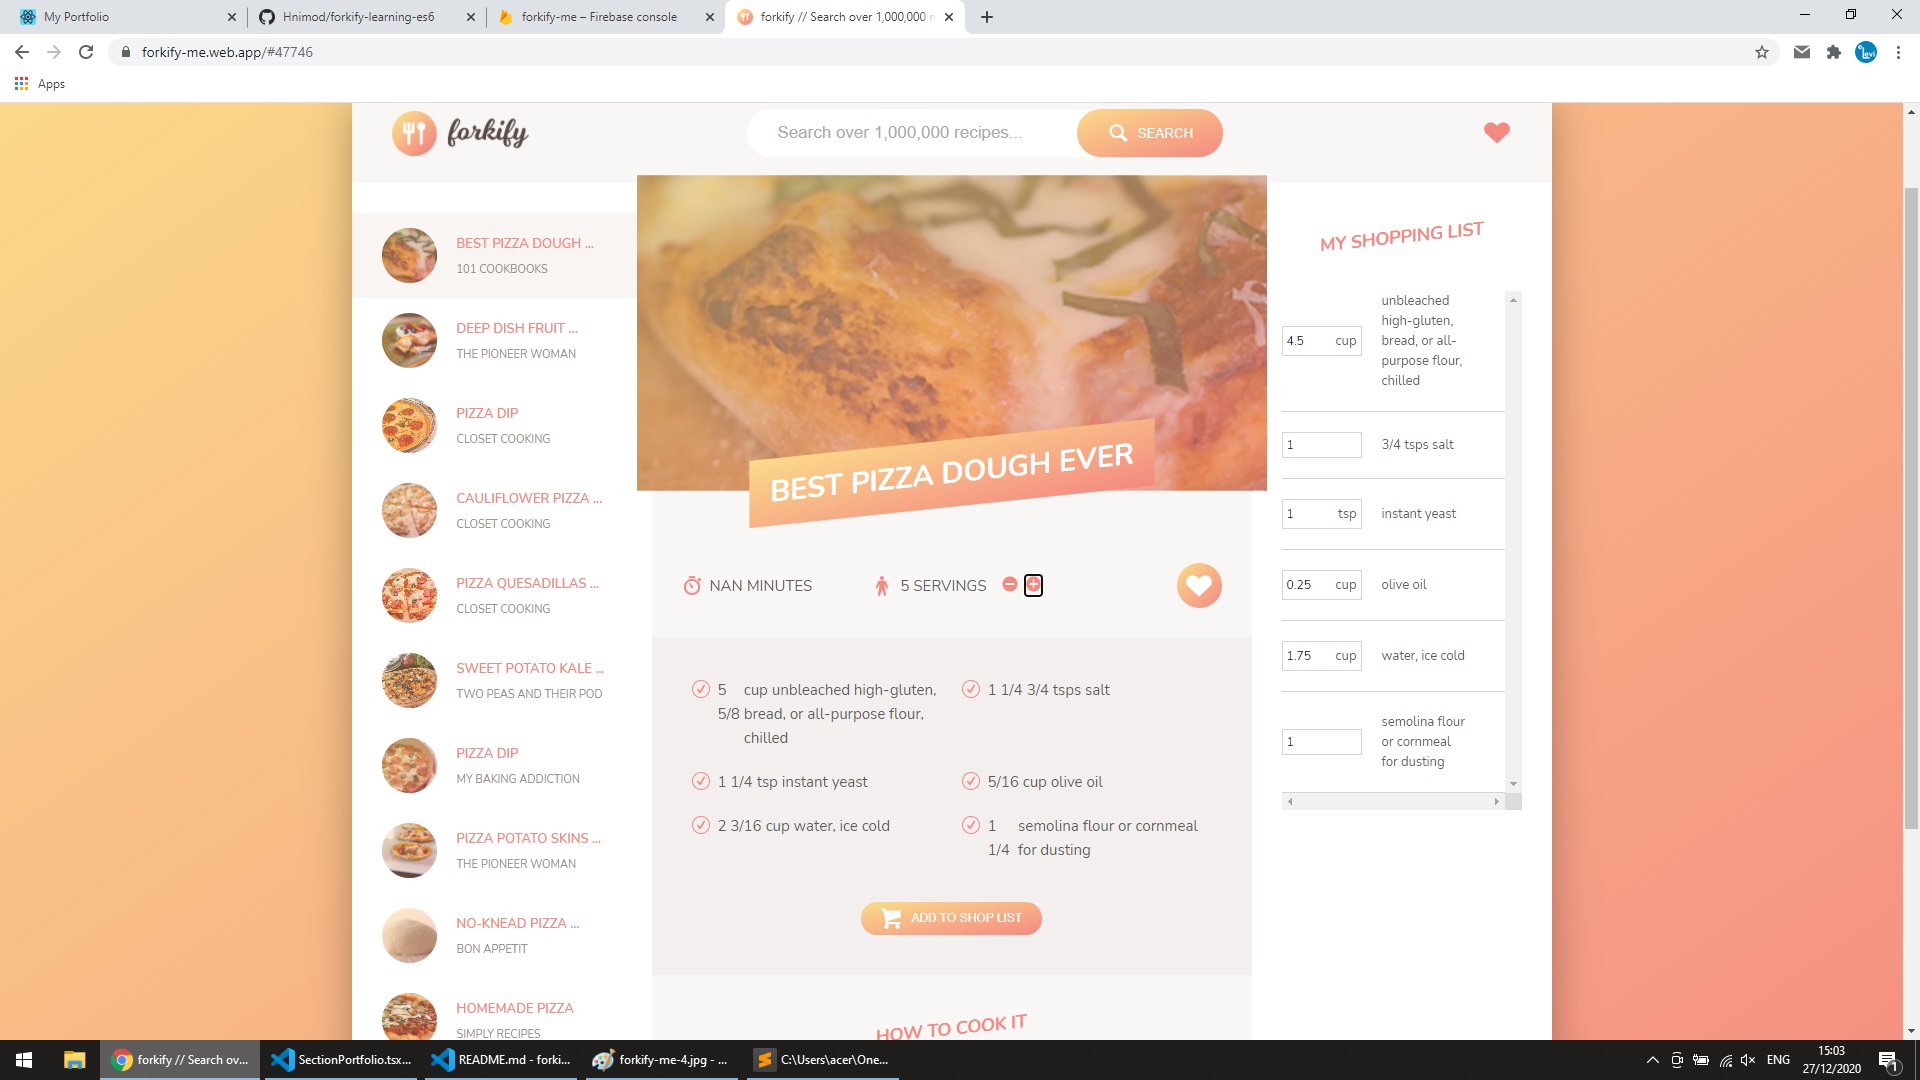 My Portfolio
Hnimod/forkify-learning-es6
forkify-me – Firebase console
forkify // Search over 1,000,000
forkify-me.web.app/#47746
Apps
forkify
Search over 1,000,000 recipes...
SEARCH
BEST PIZZA DOUGH ...
101 COOKBOOKS
DEEP DISH FRUIT ...
THE PIONEER WOMAN
PIZZA DIP
CLOSET COOKING
CAULIFLOWER PIZZA ...
CLOSET COOKING
PIZZA QUESADILLAS ...
CLOSET COOKING
SWEET POTATO KALE ...
TWO PEAS AND THEIR POD
PIZZA DIP
MY BAKING ADDICTION
PIZZA POTATO SKINS ...
THE PIONEER WOMAN
NO-KNEAD PIZZA ...
BON APPETIT
HOMEMADE PIZZA
SIMPLY RECIPES
BEST PIZZA DOUGH EVER
NAN MINUTES
5 SERVINGS
5 5/8 cup unbleached high-gluten,
bread, or all-purpose flour,
chilled
1 1/4 3/4 tsps salt
1 1/4 tsp instant yeast
5/16 cup olive oil
2 3/16 cup water, ice cold
1 1/4 semolina flour or cornmeal
for dusting
ADD TO SHOP LIST
HOW TO COOK IT
MY SHOPPING LIST
4.5 cup
unbleached
high-gluten,
bread, or all-
purpose flour,
chilled
1 3/4 tsps salt
1 tsp instant yeast
0.25 cup olive oil
1.75 cup water, ice cold
1
semolina flour
or cornmeal
for dusting
forkify // Search ov...
SectionPortfolio.tsx...
README.md - forki...
forkify-me-4.jpg - ...
C:\Users\acer\One...
ENG
15:03
27/12/2020
1